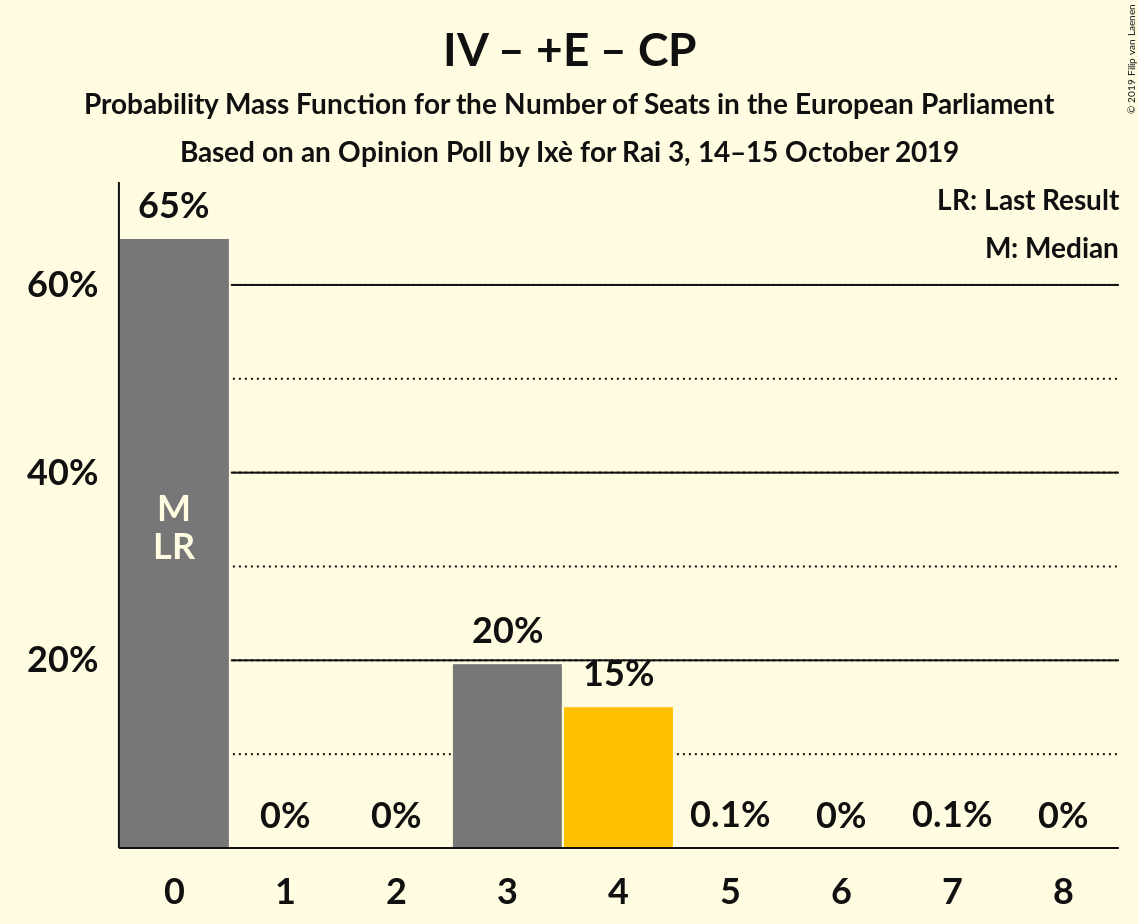 IV – +E – CP
Probability Mass Function for the Number of Seats in the European Parliament
Based on an Opinion Poll by Ixè for Rai 3, 14–15 October 2019
© 2019 Filip van Laenen
LR: Last Result
M: Median
65%
60%
40%
20%
M
LR
20%
15%
0%
0%
0.1%
0%
0.1%
0%
0 1 2 3 4 5 6 7 8